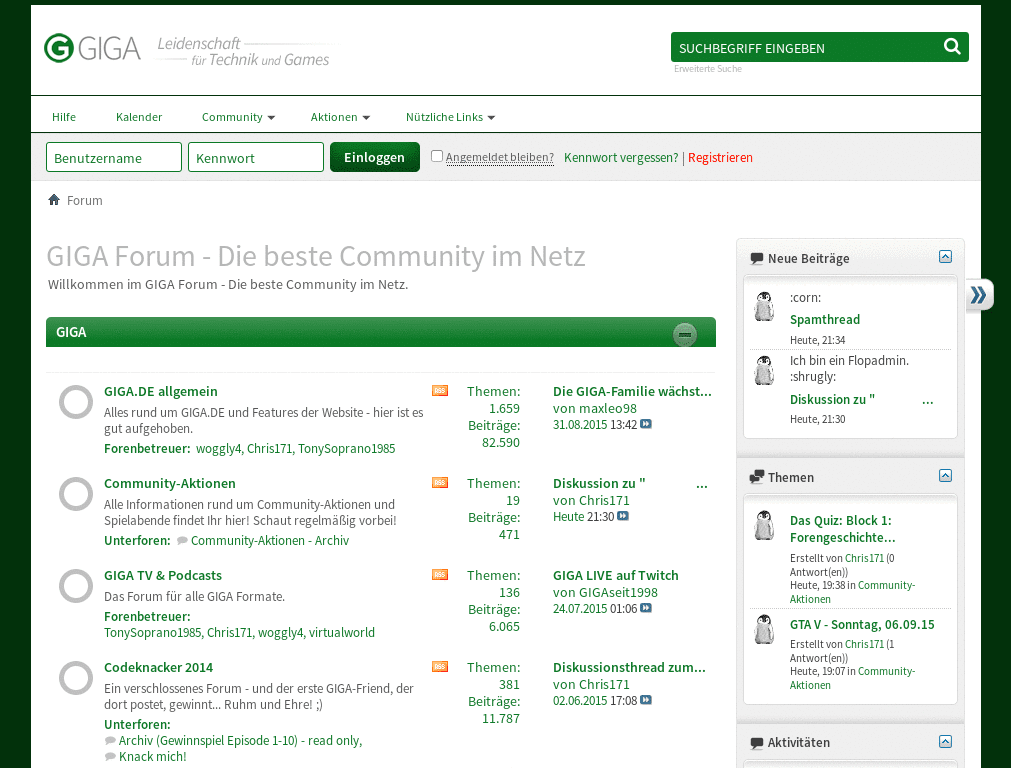 GIGA
Leidenschaft
für Technik und Games
SUCHBEGRIFF EINGEBEN
Erweiterte Suche
Hilfe
Kalender
Community
Aktionen
Nützliche Links
Benutzername
Kennwort
Einloggen
Angemeldet bleiben?
Kennwort vergessen? | Registrieren
Forum
GIGA Forum - Die beste Community im Netz
Willkommen im GIGA Forum - Die beste Community im Netz.
GIGA
GIGA.DE allgemein
Alles rund um GIGA.DE und Features der Website - hier ist es
gut aufgehoben.
Forenbetreuer: woggly4, Chris171, TonySoprano1985
RSS
Themen:
1.659
Beiträge:
82.590
Die GIGA-Familie wächst...
von maxleo98
31.08.2015 13:42
Community-Aktionen
Alle Informationen rund um Community-Aktionen und
Spielabende findet Ihr hier! Schaut regelmäßig vorbei!
Unterforen: Community-Aktionen - Archiv
RSS
Themen:
19
Beiträge:
471
Diskussion zu " ...
von Chris171
Heute 21:30
GIGA TV & Podcasts
Das Forum für alle GIGA Formate.
Forenbetreuer:
TonySoprano1985, Chris171, woggly4, virtualworld
RSS
Themen:
136
Beiträge:
6.065
GIGA LIVE auf Twitch
von GIGAseit1998
24.07.2015 01:06
Codeknacker 2014
Ein verschlossenes Forum - und der erste GIGA-Friend, der
dort postet, gewinnt... Ruhm und Ehre! ;)
Unterforen:
Archiv (Gewinnspiel Episode 1-10) - read only,
Knack mich!
RSS
Themen:
381
Beiträge:
11.787
Diskussionsthread zum...
von Chris171
02.06.2015 17:08
Neue Beiträge
:corn:
Spamthread
Heute, 21:34
Ich bin ein Flopadmin.
:shrugly:
Diskussion zu " ...
Heute, 21:30
Themen
Das Quiz: Block 1:
Forengeschichte...
Erstellt von Chris171 (0
Antwort(en))
Heute, 19:38 in Community-
Aktionen
GTA V - Sonntag, 06.09.15
Erstellt von Chris171 (1
Antwort(en))
Heute, 19:07 in Community-
Aktionen
Aktivitäten